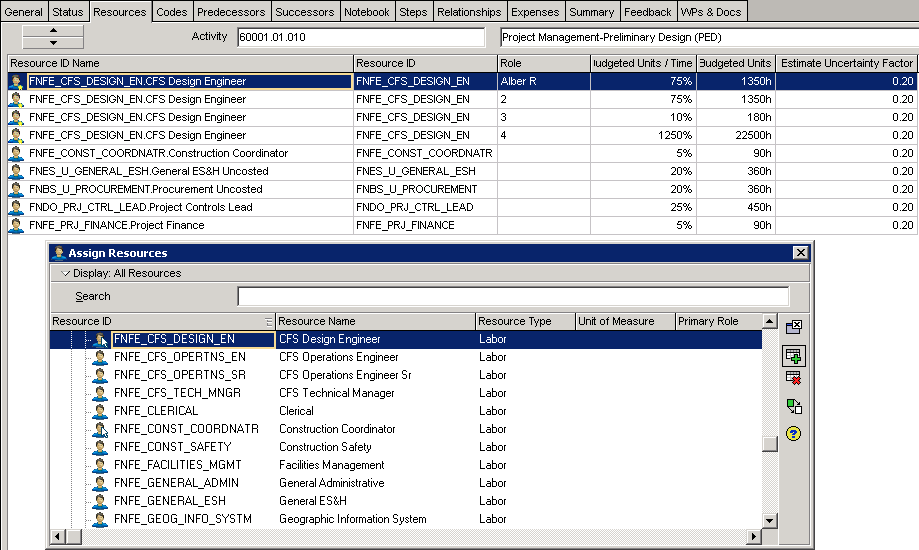 General Status Resources Codes Predecessors Successors Notebook Steps Relationships Expenses Summary Feedback WPs & Docs
Activity 60001.01.010 Project Management-Preliminary Design (PED)
Resource ID Name Resource ID Role udgeted Units / Time Budgeted Units Estimate Uncertainty Factor
FNFE_CFS_DESIGN_EN.CFS Design Engineer FNFE_CFS_DESIGN_EN Alber R 75% 1350h 0.20
FNFE_CFS_DESIGN_EN.CFS Design Engineer FNFE_CFS_DESIGN_EN 2 75% 1350h 0.20
FNFE_CFS_DESIGN_EN.CFS Design Engineer FNFE_CFS_DESIGN_EN 3 10% 180h 0.20
FNFE_CFS_DESIGN_EN.CFS Design Engineer FNFE_CFS_DESIGN_EN 4 1250% 22500h 0.20
FNFE_CONST_COORDNATR.Construction Coordinator FNFE_CONST_COORDNATR 5% 90h 0.20
FNES_U_GENERAL_ESH.General ES&H Uncosted FNES_U_GENERAL_ESH 20% 360h 0.20
FNBS_U_PROCUREMENT.Procurement Uncosted FNBS_U_PROCUREMENT 20% 360h 0.20
FNDO_PRJ_CTRL_LEAD.Project Controls Lead FNDO_PRJ_CTRL_LEAD 25% 450h 0.20
FNFE_PRJ_FINANCE.Project Finance FNFE_PRJ_FINANCE 5% 90h 0.20
Assign Resources
Display: All Resources
Search
Resource ID Resource Name Resource Type Unit of Measure Primary Role
FNFE_CFS_DESIGN_EN CFS Design Engineer Labor
FNFE_CFS_OPERTNS_EN CFS Operations Engineer Labor
FNFE_CFS_OPERTNS_SR CFS Operations Engineer Sr Labor
FNFE_CFS_TECH_MNGR CFS Technical Manager Labor
FNFE_CLERICAL Clerical Labor
FNFE_CONST_COORDNATR Construction Coordinator Labor
FNFE_CONST_SAFETY Construction Safety Labor
FNFE_FACILITIES_MGMT Facilities Management Labor
FNFE_GENERAL_ADMIN General Administrative Labor
FNFE_GENERAL_ESH General ES&H Labor
FNFE_GEOG_INFO_SYSTM Geographic Information System Labor